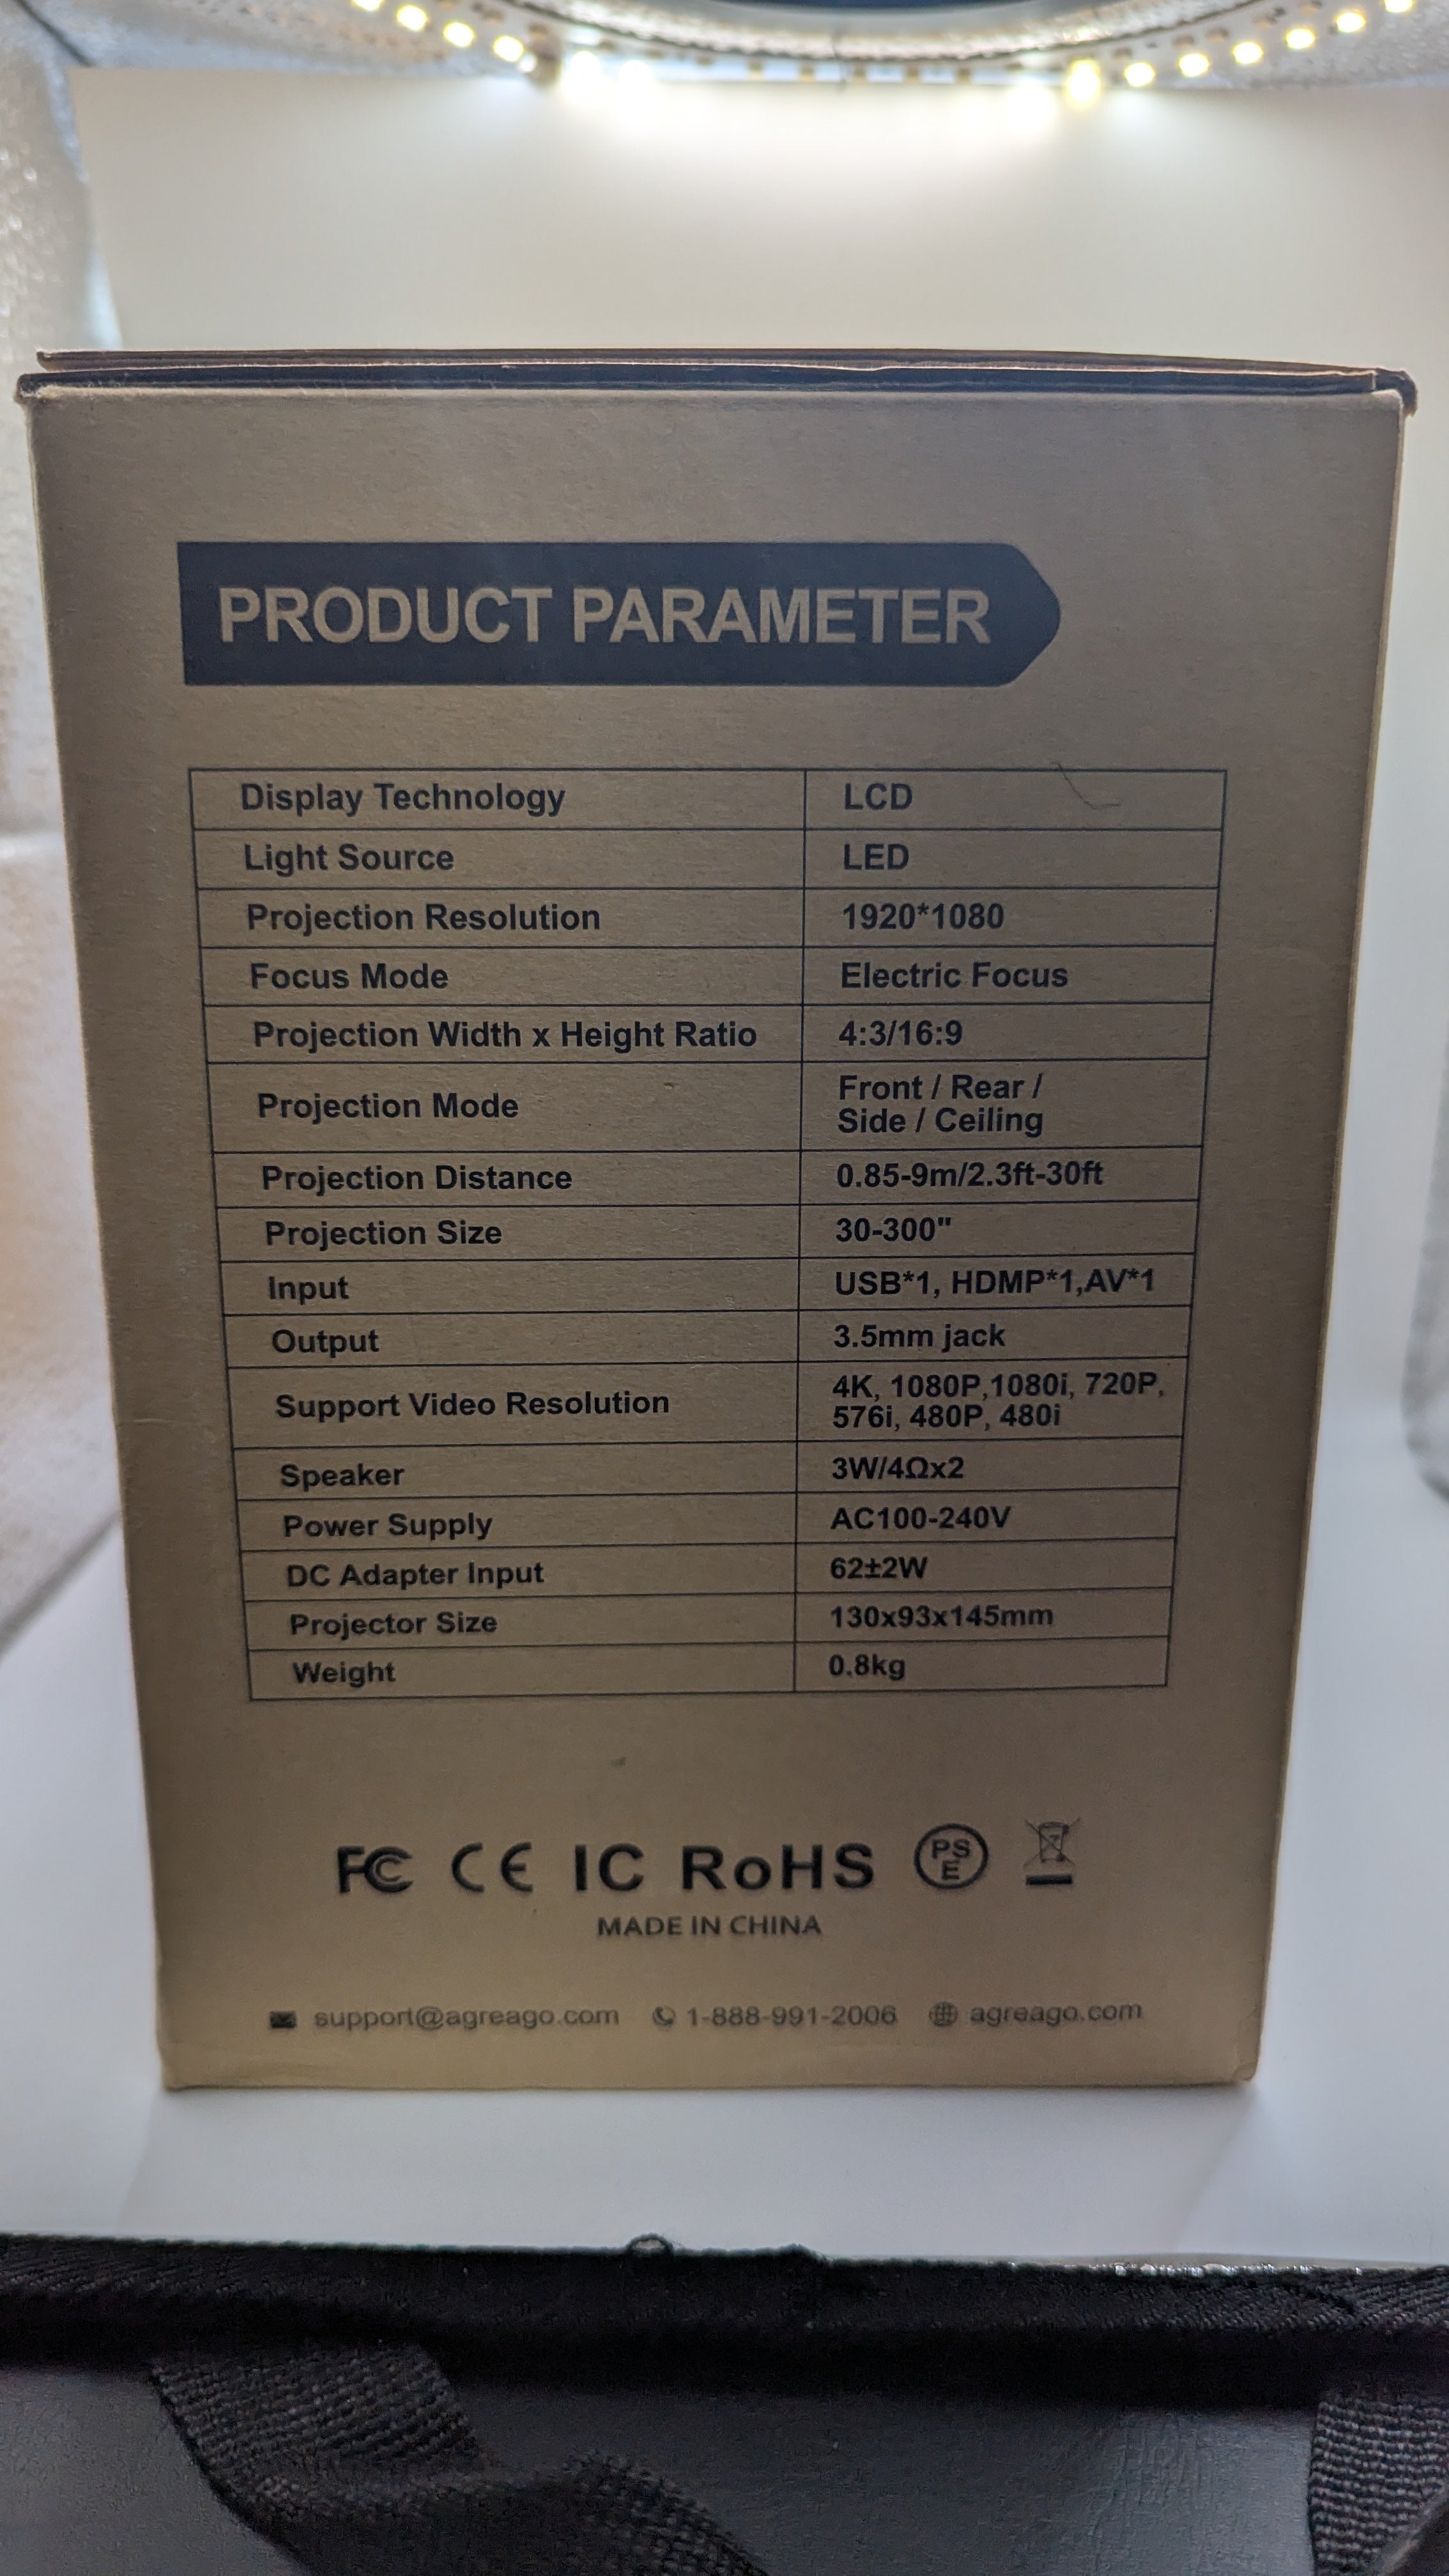 PRODUCT PARAMETER
Display Technology LCD
Light Source LED
Projection Resolution 1920*1080
Focus Mode Electric Focus
Projection Width x Height Ratio 4:3/16:9
Projection Mode Front / Rear /
Side / Ceiling
Projection Distance 0.85-9m/2.3ft-30ft
Projection Size 30-300"
Input USB*1, HDMP*1,AV*1
Output 3.5mm jack
Support Video Resolution 4K, 1080P,1080i, 720P,
576i, 480P, 480i
Speaker 3W/4Ωx2
Power Supply AC100-240V
DC Adapter Input 62±2W
Projector Size 130x93x145mm
Weight 0.8kg
FC CE IC RoHS PSE
MADE IN CHINA
support@agreago.com 1-888-991-2006 agreago.com